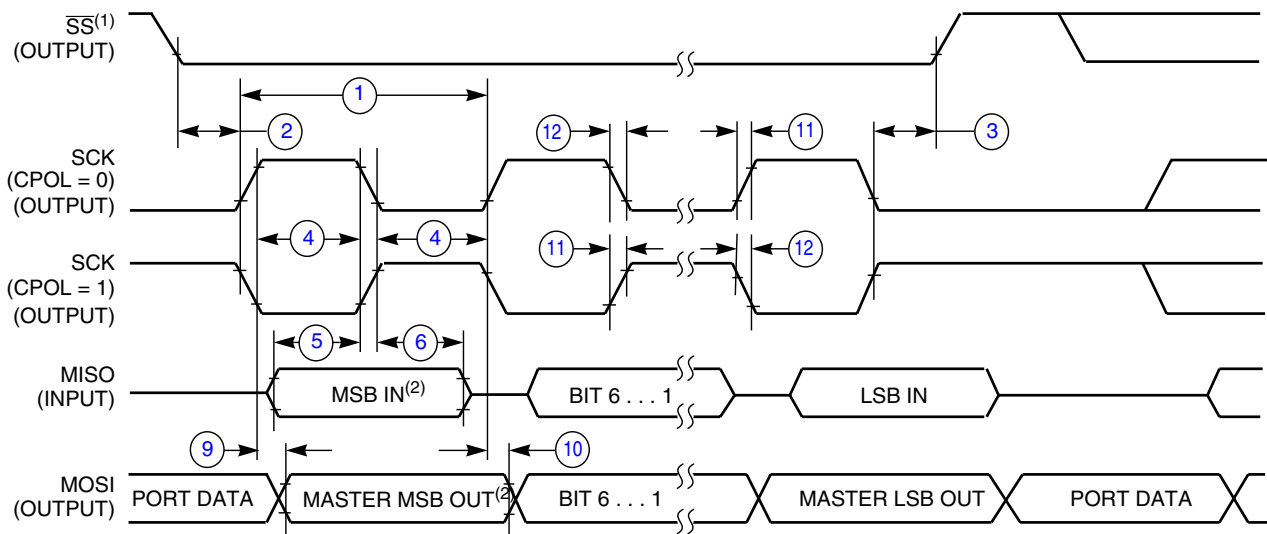 SS(1)
(OUTPUT)
1
2
12
11
3
SCK
(CPOL = 0)
(OUTPUT)
4
4
11
12
SCK
(CPOL = 1)
(OUTPUT)
5
6
MISO
(INPUT)
MSB IN(2)
BIT 6 . . . 1
LSB IN
9
10
MOSI
(OUTPUT)
PORT DATA
MASTER MSB OUT(2
BIT 6 . . . 1
MASTER LSB OUT
PORT DATA